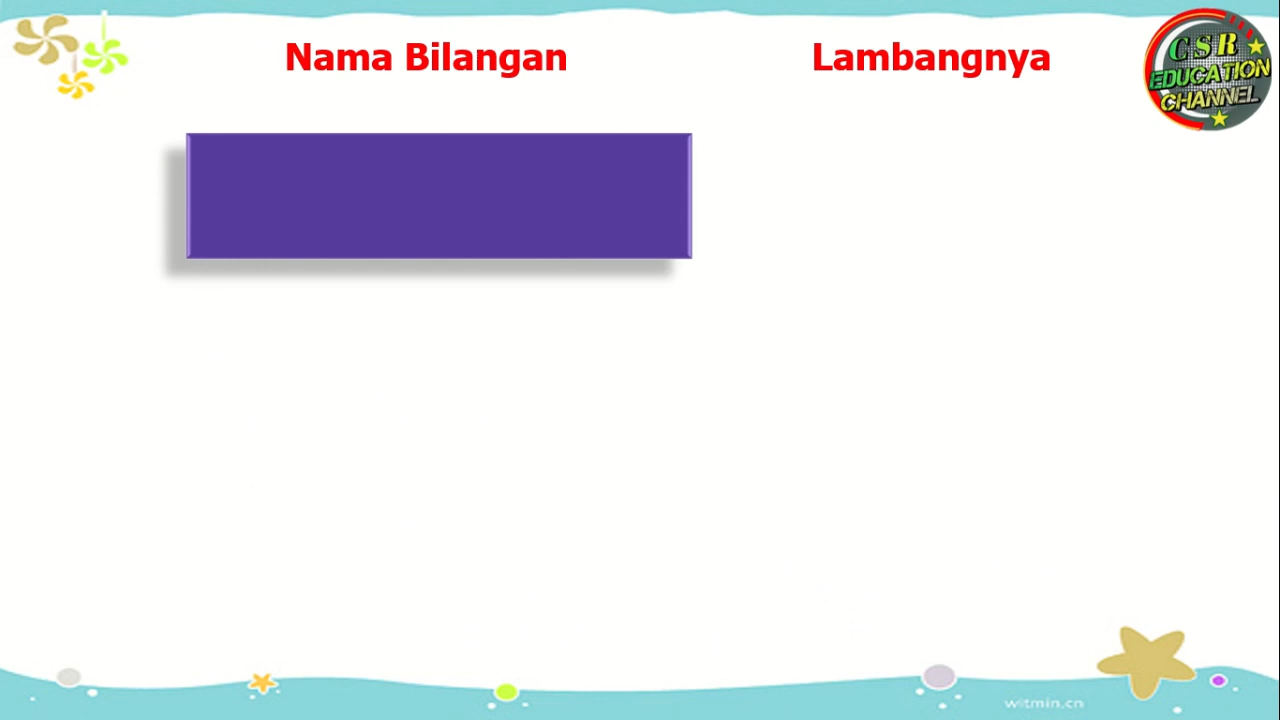 Nama Bilangan
Lambangnya
CSR
EDUCATION
CHANNEL
witmin.cn